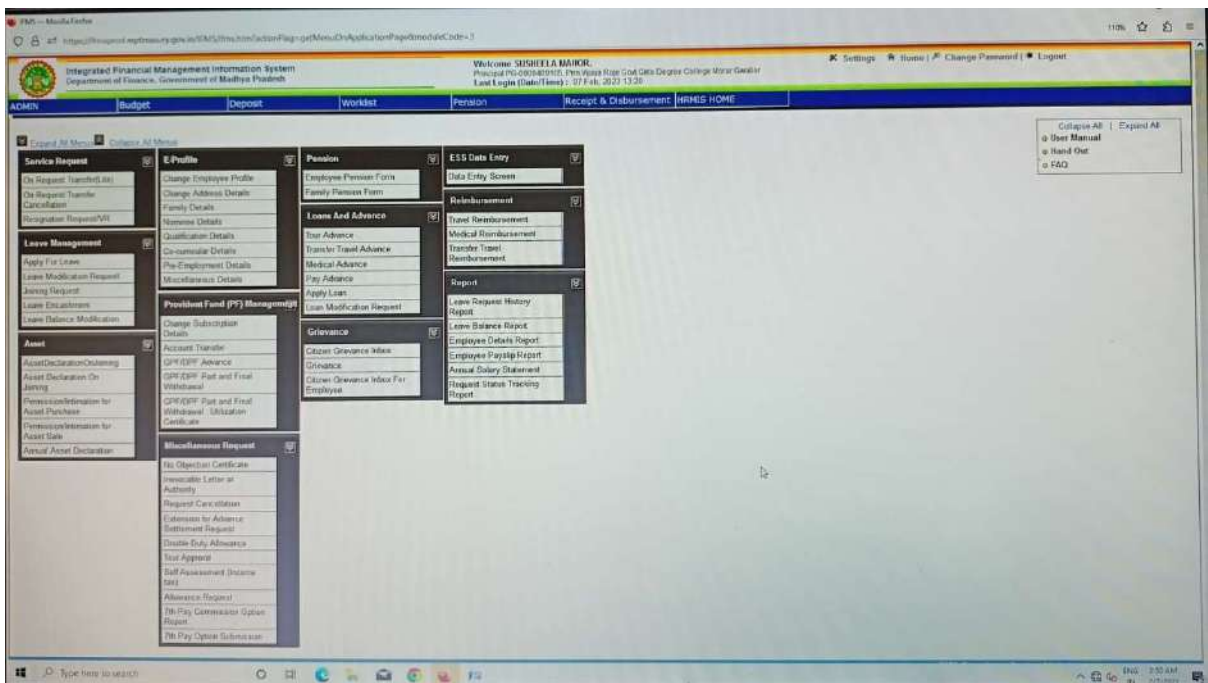 IFMS — Mozilla Firefox
110%
Integrated Financial Management Information System
Department of Finance, Government of Madhya Pradesh
Welcome SUSHEELA MAHOR,
Last Login (Date/Time) : 07 Feb, 2023 13:20
Settings Home | Change Password | Logout
ADMIN Budget Deposit Worklist Pension Receipt & Disbursement HRMIS HOME
Collapse All | Expand All
User Manual
Hand Out
FAQ
Expand All Menus Collapse All Menus
Service Request
On Request Transfer(Lite)
On Request Transfer
Cancellation
Resignation Request/VR
Leave Management
Apply For Leave
Leave Modification Request
Joining Request
Leave Encashment
Leave Balance Modification
Asset
AssetDeclarationOnJoining
Asset Declaration On
Joining
Permission/Intimation for
Asset Purchase
Permission/Intimation for
Asset Sale
Annual Asset Declaration
E-Profile
Change Employee Profile
Change Address Details
Family Details
Nominee Details
Qualification Details
Co-curricular Details
Pre-Employment Details
Miscellaneous Details
Provident Fund (PF) Management
Change Subscription
Details
Account Transfer
GPF/DPF Advance
GPF/DPF Part and Final
Withdrawal
GPF/DPF Part and Final
Withdrawal Utilization
Certificate
Miscellaneous Request
No Objection Certificate
Irrevocable Letter of
Authority
Request Cancellation
Extension for Advance
Settlement Request
Double Duty Allowance
Tour Approval
Self Assessment (Income
tax)
Allowance Request
7th Pay Commission Option
Report
7th Pay Option Submission
Pension
Employee Pension Form
Family Pension Form
Loans And Advance
Tour Advance
Transfer Travel Advance
Medical Advance
Pay Advance
Apply Loan
Loan Modification Request
Grievance
Citizen Grievance Inbox
Grievance
Citizen Grievance Inbox For
Employee
ESS Data Entry
Data Entry Screen
Reimbursement
Travel Reimbursement
Medical Reimbursement
Transfer Travel
Reimbursement
Report
Leave Request History
Report
Leave Balance Report
Employee Details Report
Employee Payslip Report
Annual Salary Statement
Request Status Tracking
Report
Type here to search
ENG 3:50 AM